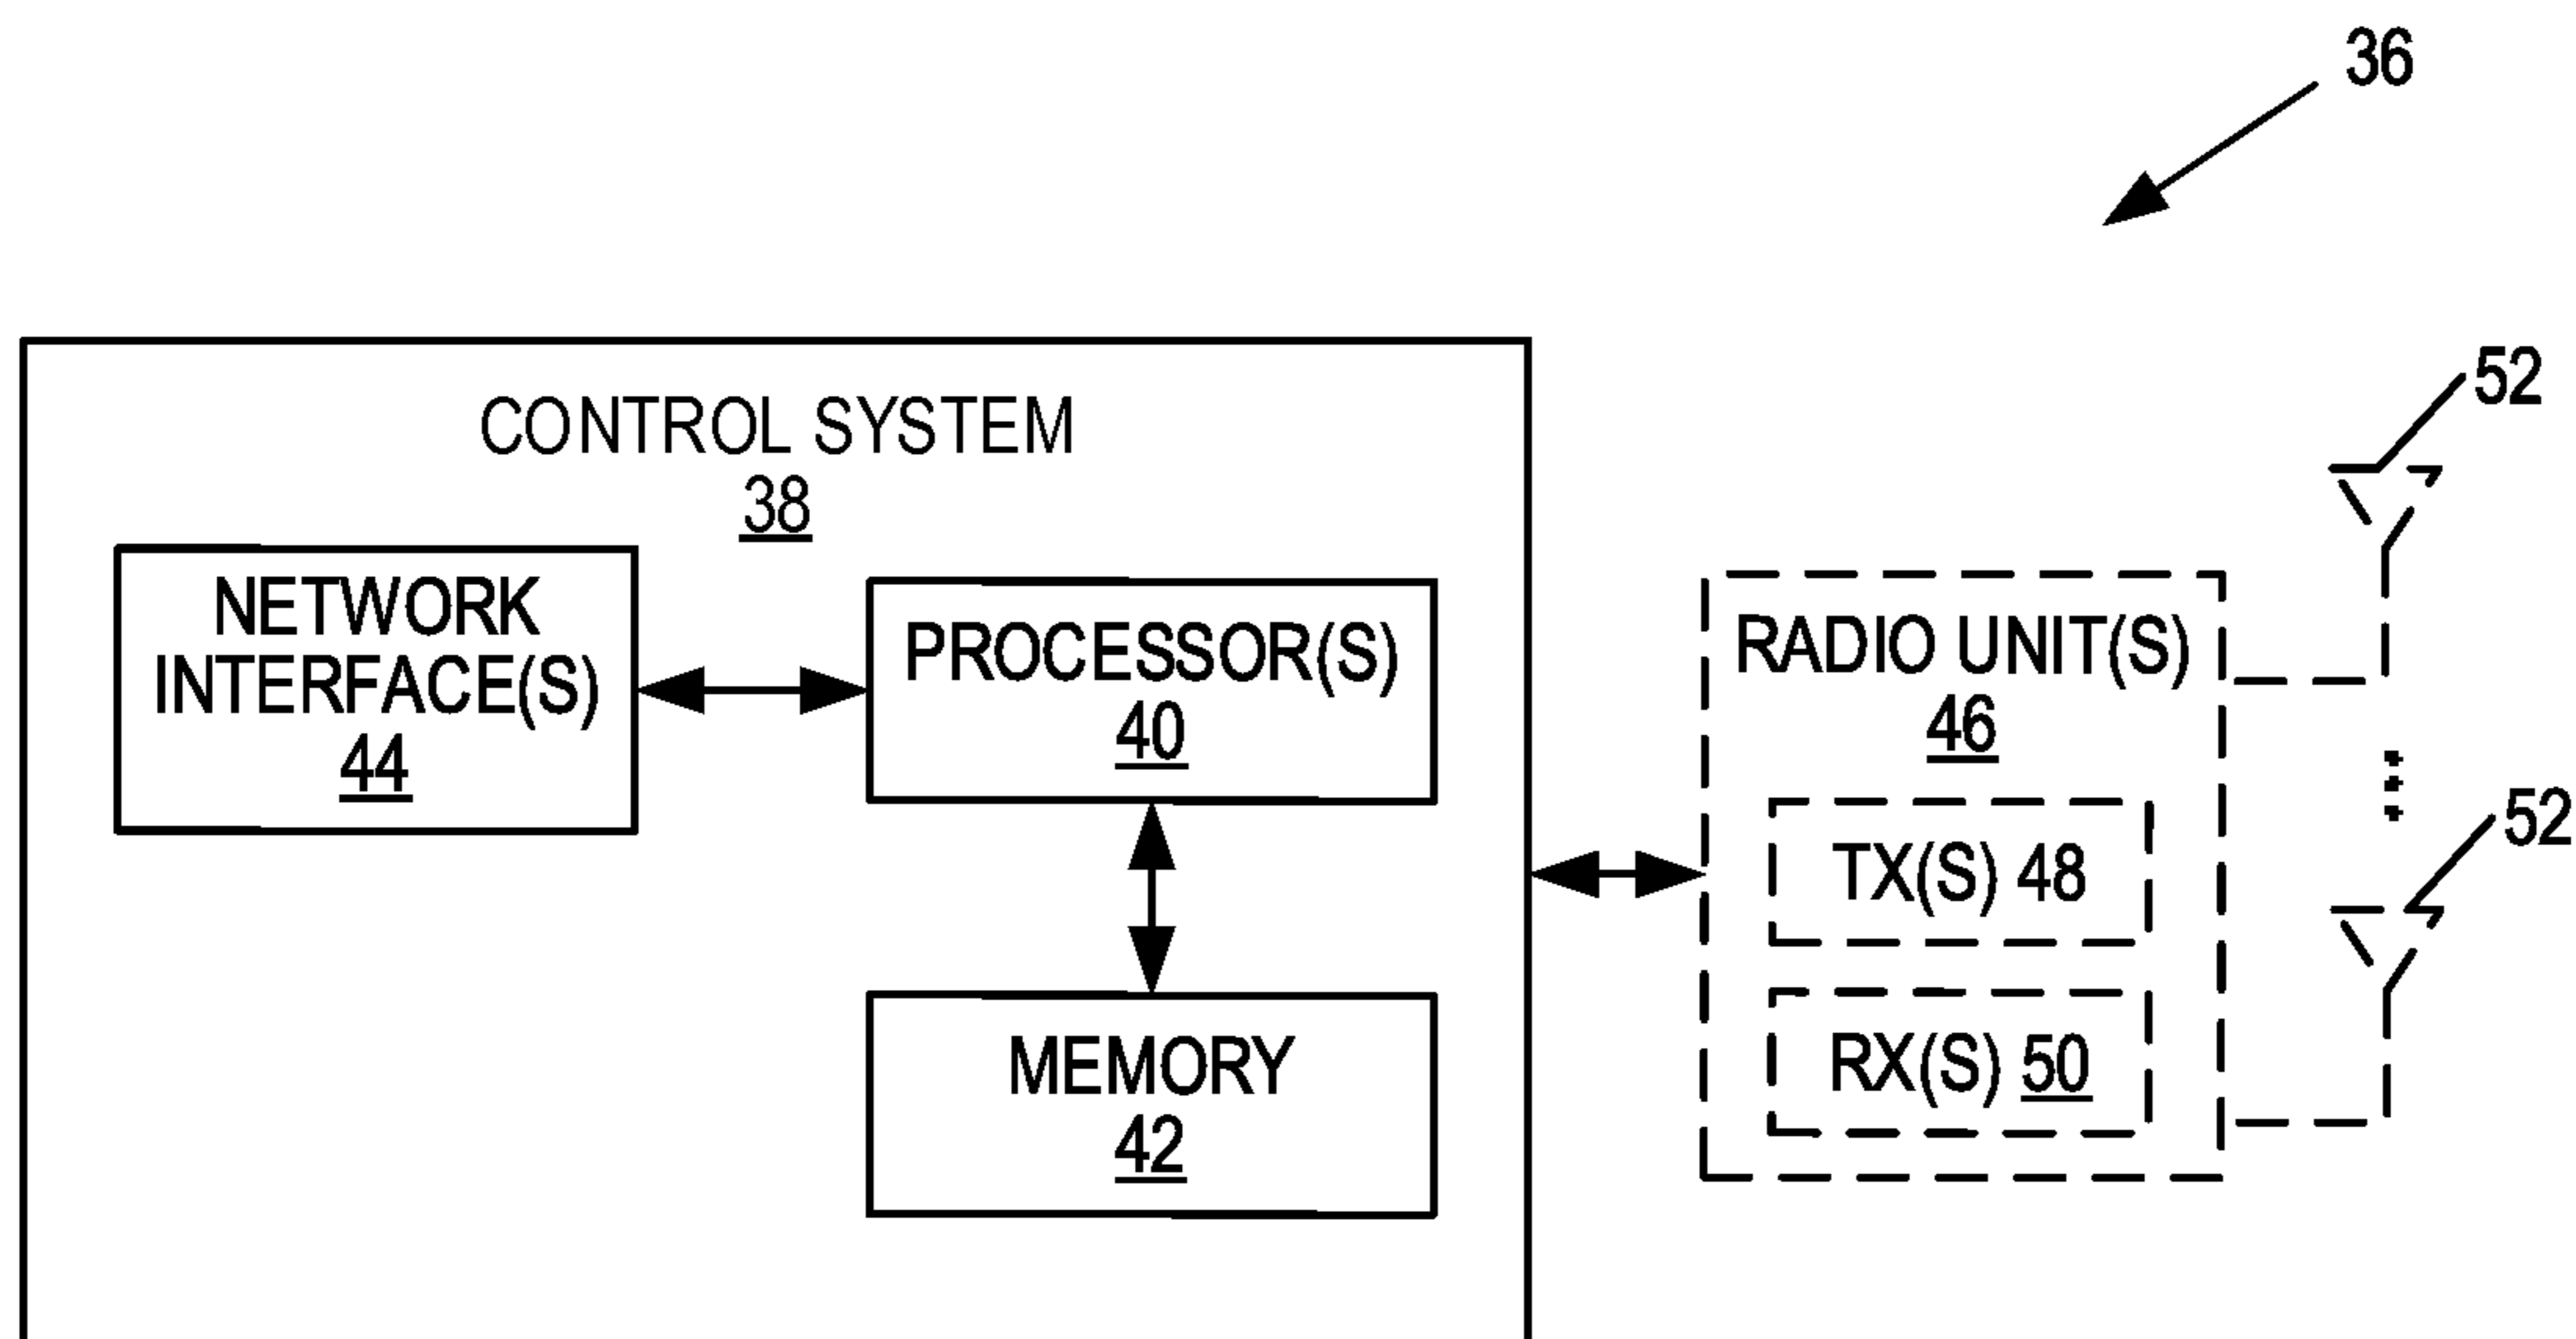 36
CONTROL SYSTEM
38
NETWORK
INTERFACE(S)
44
PROCESSOR(S)
40
MEMORY
42
RADIO UNIT(S)
46
TX(S) 48
RX(S) 50
52
52